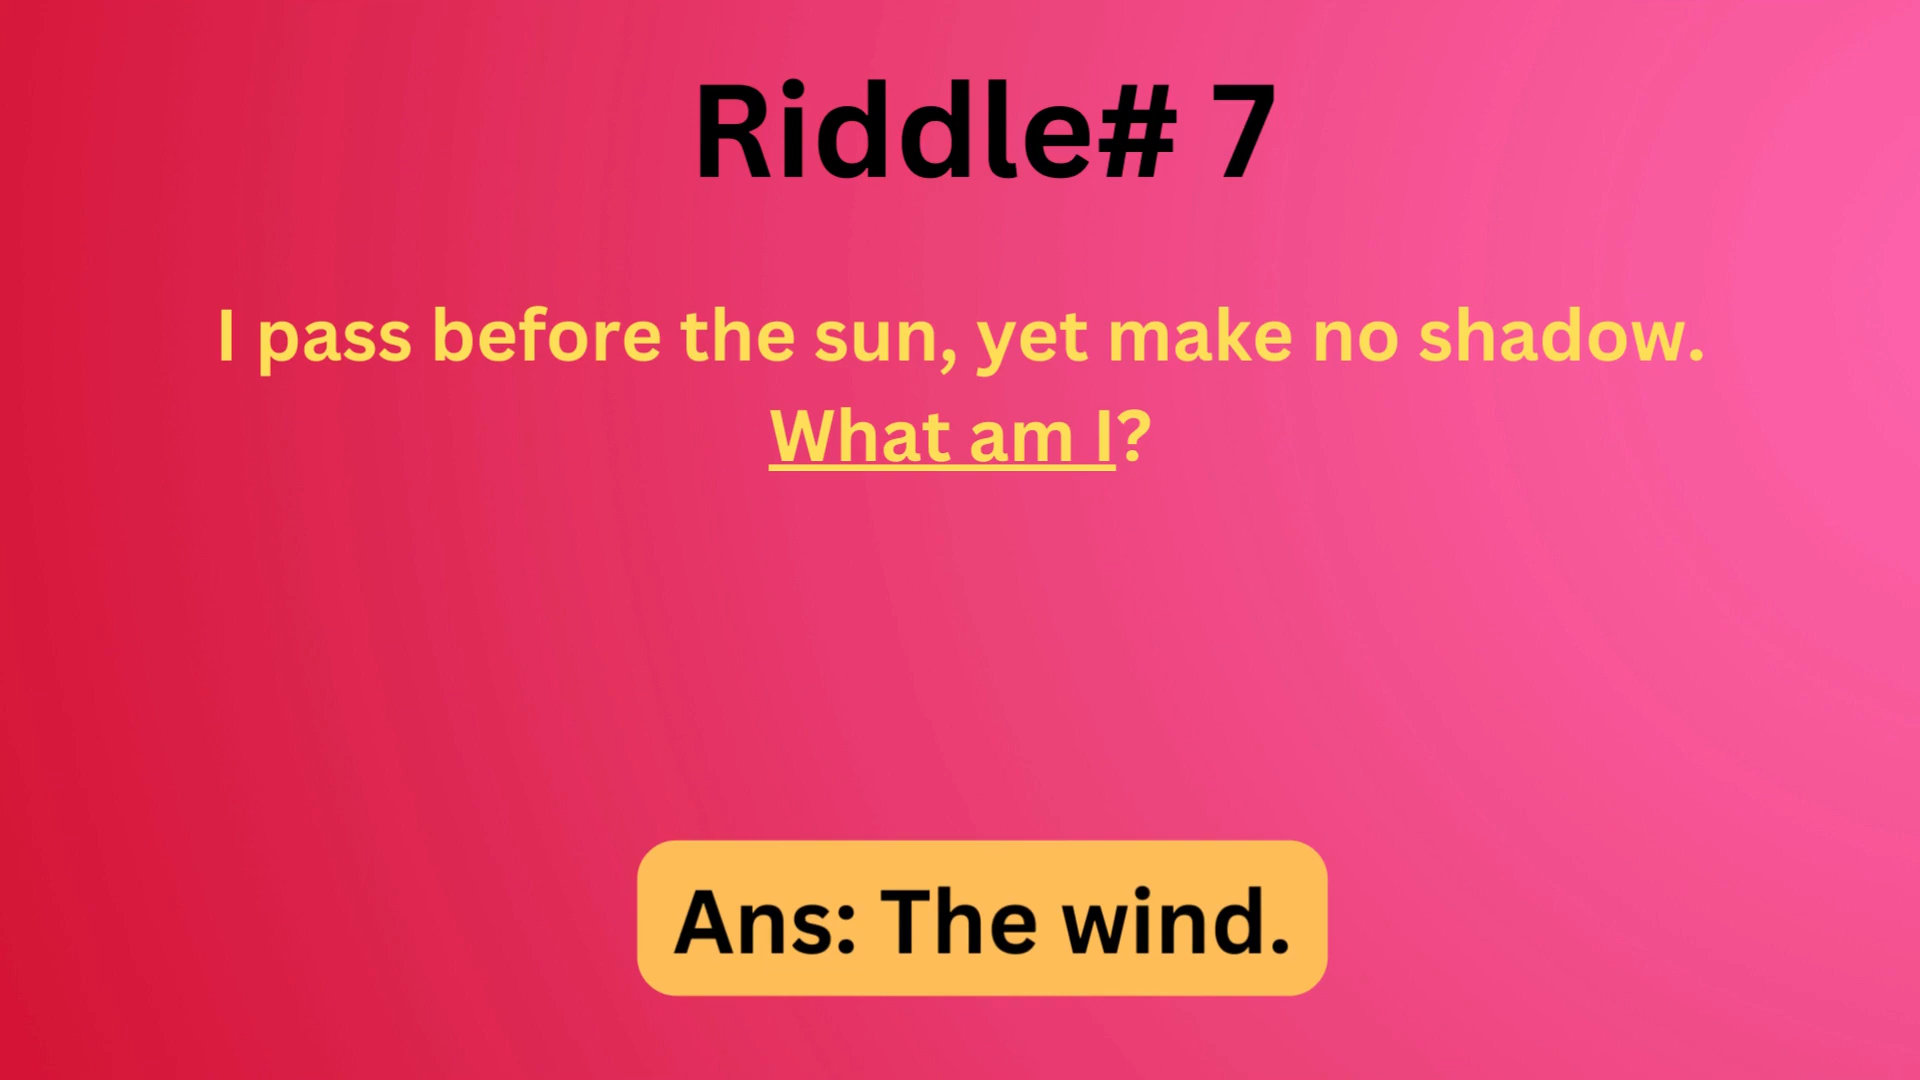 Riddle# 7
I pass before the sun, yet make no shadow.
What am I?
Ans: The wind.